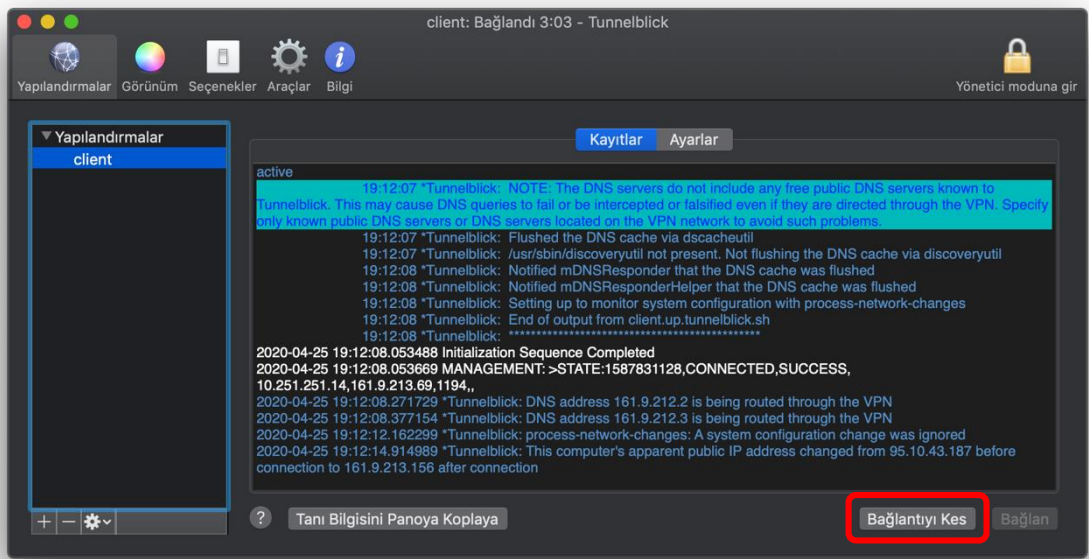 client: Bağlandı 3:03 - Tunnelblick
Yapılandırmalar Görünüm Seçenekler Araçlar Bilgi
Yönetici moduna gir
Yapılandırmalar
client
Kayıtlar Ayarlar
active
19:12:07 *Tunnelblick: NOTE: The DNS servers do not include any free public DNS servers known to
Tunnelblick. This may cause DNS queries to fail or be intercepted or falsified even if they are directed through the VPN. Specify
only known public DNS servers or DNS servers located on the VPN network to avoid such problems.
19:12:07 *Tunnelblick: Flushed the DNS cache via dscacheutil
19:12:07 *Tunnelblick: /usr/sbin/discoveryutil not present. Not flushing the DNS cache via discoveryutil
19:12:08 *Tunnelblick: Notified mDNSResponder that the DNS cache was flushed
19:12:08 *Tunnelblick: Notified mDNSResponderHelper that the DNS cache was flushed
19:12:08 *Tunnelblick: Setting up to monitor system configuration with process-network-changes
19:12:08 *Tunnelblick: End of output from client.up.tunnelblick.sh
19:12:08 *Tunnelblick: **********************************************
2020-04-25 19:12:08.053488 Initialization Sequence Completed
2020-04-25 19:12:08.053669 MANAGEMENT: >STATE:1587831128,CONNECTED,SUCCESS,
10.251.251.14,161.9.213.69,1194,,
2020-04-25 19:12:08.271729 *Tunnelblick: DNS address 161.9.212.2 is being routed through the VPN
2020-04-25 19:12:08.377154 *Tunnelblick: DNS address 161.9.212.3 is being routed through the VPN
2020-04-25 19:12:12.162299 *Tunnelblick: process-network-changes: A system configuration change was ignored
2020-04-25 19:12:14.914989 *Tunnelblick: This computer's apparent public IP address changed from 95.10.43.187 before
connection to 161.9.213.156 after connection
? Tanı Bilgisini Panoya Koplaya Bağlantıyı Kes Bağlan